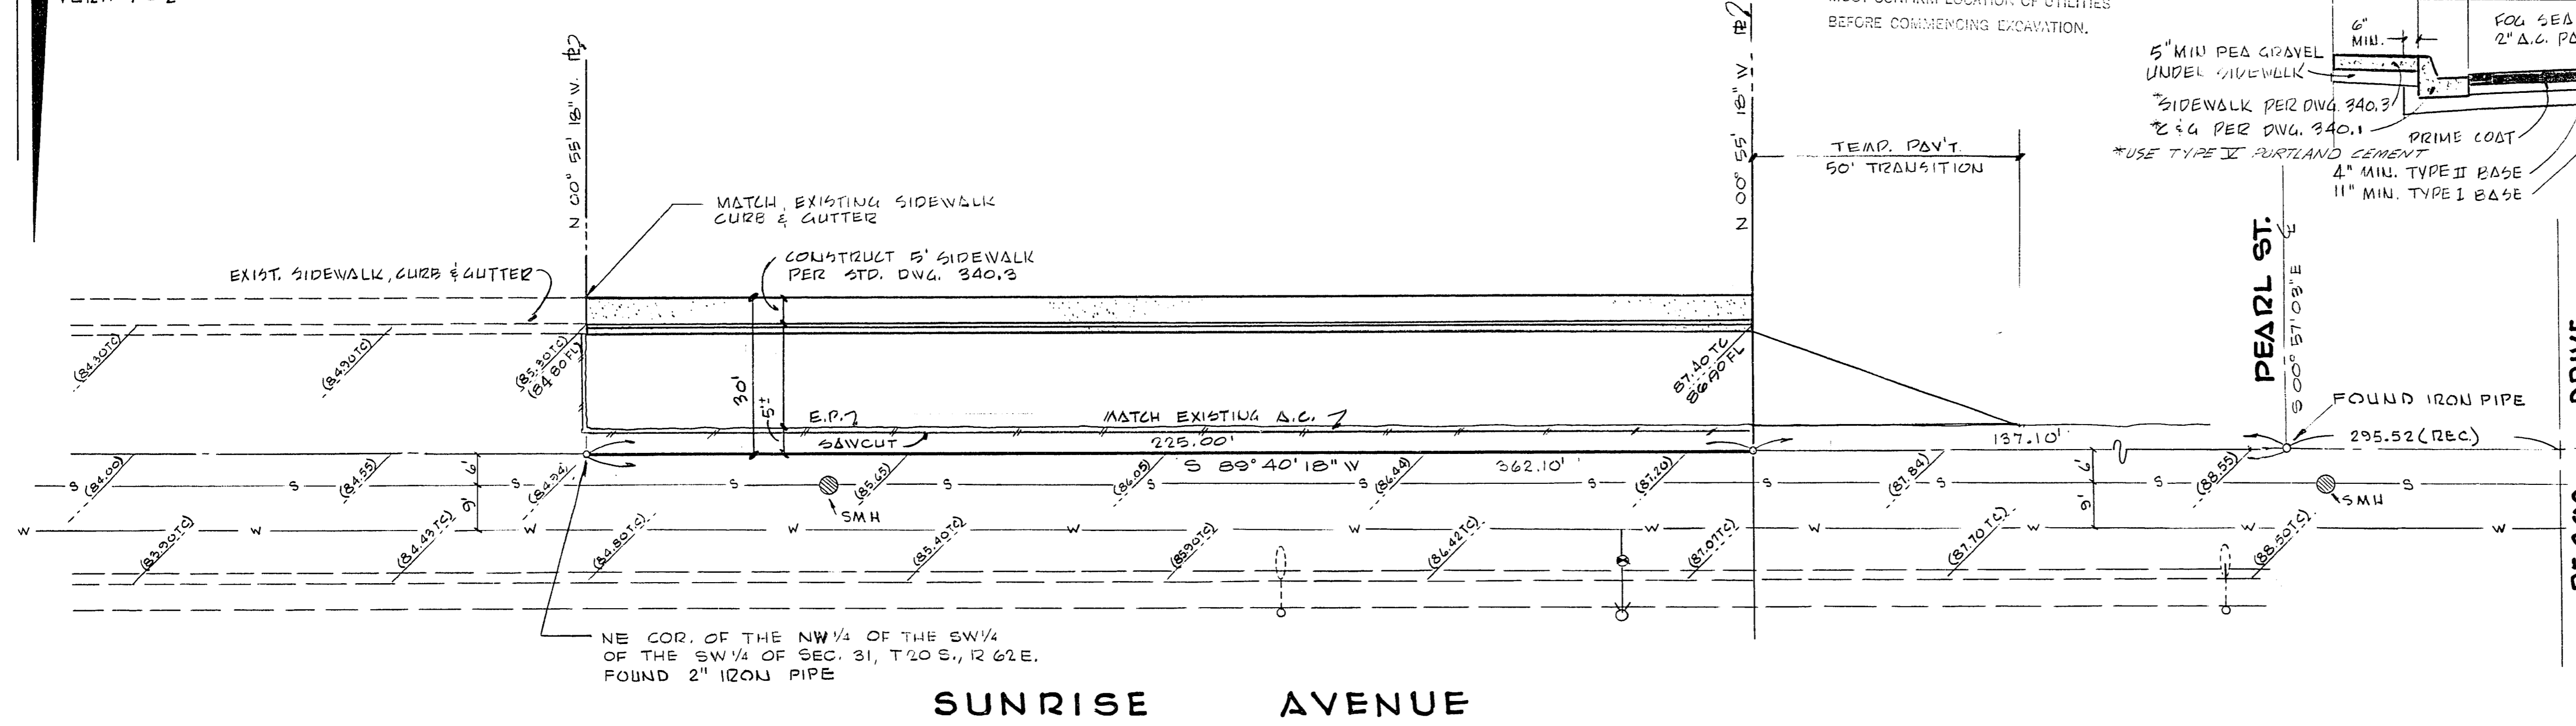 BEFORE COMMENCING EXCAVATION.
6"
MIN.
5" MIN PEA GRAVEL
UNDER SIDEWALK
*SIDEWALK PER DWG. 340.3
*C & G PER DWG. 340.1
*USE TYPE V PORTLAND CEMENT
PRIME COAT
4" MIN. TYPE II BASE
11" MIN. TYPE I BASE
N 00° 55' 18" W
N 00° 55' 18" W
TEMP. PAV'T.
50' TRANSITION
MATCH EXISTING SIDEWALK
CURB & GUTTER
CONSTRUCT 5' SIDEWALK
PER STD. DWG. 340.3
EXIST. SIDEWALK, CURB & GUTTER
PEARL ST.
S 00° 57' 03" E
(84.30TC)
(84.90TC)
(85.30TC)
(84.80FL)
87.40 TC
86.90 FL
30'
5'±
E.P.
MATCH EXISTING A.C.
SAWCUT
225.00'
137.10'
FOUND IRON PIPE
295.52 (REC.)
S 89° 40' 18" W
362.10'
6'
9'
6'
9'
S (84.00) S (84.55) S (84.94) S (85.65) S (86.05) S (86.44) S (87.20) S (87.84) S (88.55) S
SMH
SMH
W W W W W W W W W W W
(83.90TC) (84.43TC) (84.80TC) (85.40TC) (85.90TC) (86.42TC) (87.07TC) (87.70TC) (88.50TC)
NE COR. OF THE NW 1/4 OF THE SW 1/4
OF THE SW 1/4 OF SEC. 31, T20S., R62E.
FOUND 2" IRON PIPE
SUNRISE AVENUE